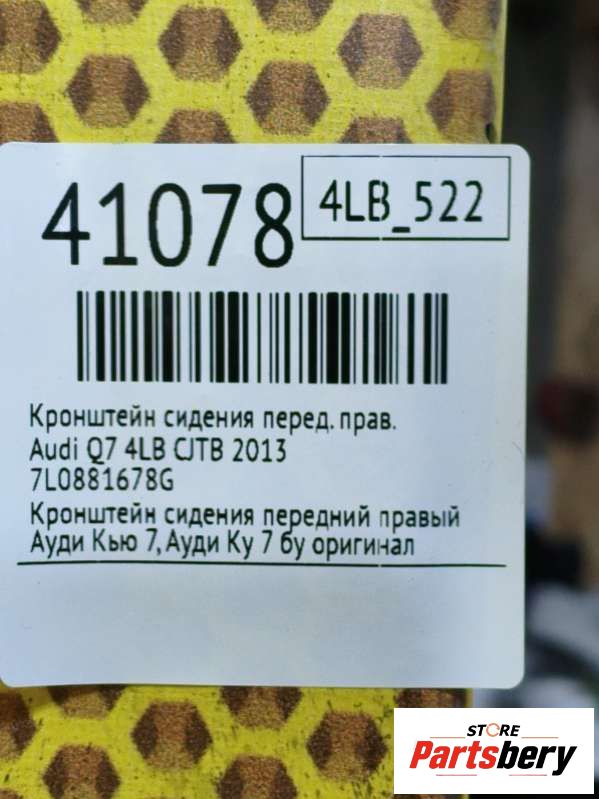 41078
4LB_522
Кронштейн сидения перед. прав.
Audi Q7 4LB CJTB 2013
7L0881678G
Кронштейн сидения передний правый
Ауди Кью 7, Ауди Ку 7 бу оригинал
STORE
Partsbery